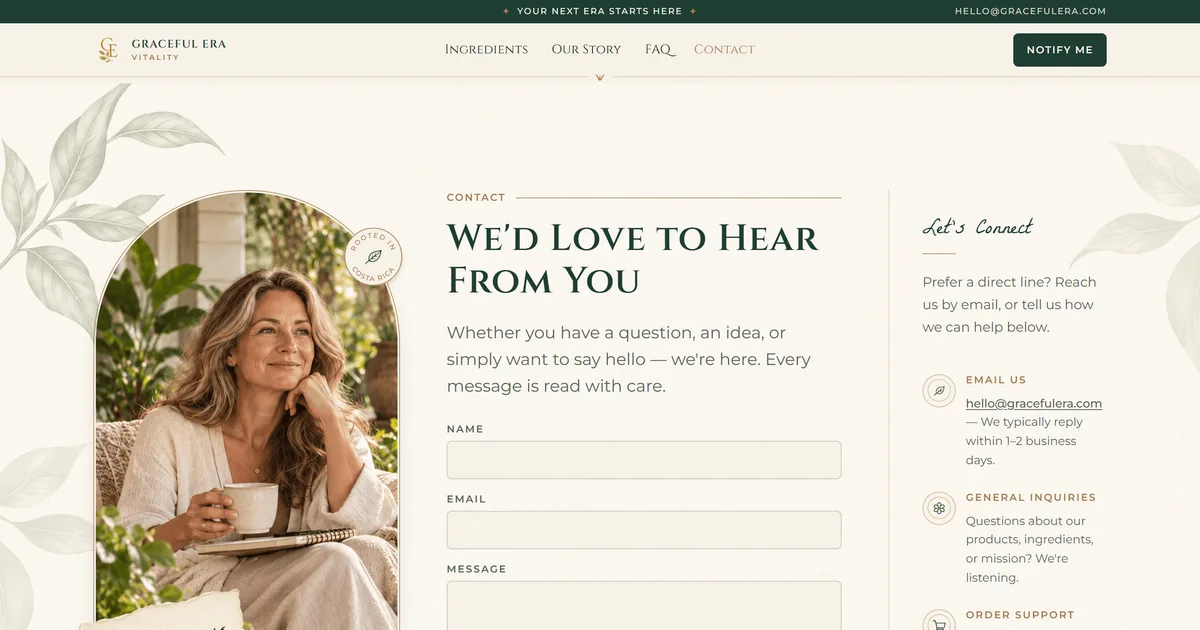 YOUR NEXT ERA STARTS HERE
HELLO@GRACEFULERA.COM
GRACEFUL ERA
VITALITY
Ingredients
Our Story
FAQ
Contact
NOTIFY ME
ROOTED IN
COSTA RICA
CONTACT
We'd Love to Hear
From You
Whether you have a question, an idea, or
simply want to say hello — we're here. Every
message is read with care.
NAME
EMAIL
MESSAGE
Let's Connect
Prefer a direct line? Reach
us by email, or tell us how
we can help below.
EMAIL US
hello@gracefulera.com
— We typically reply
within 1–2 business
days.
GENERAL INQUIRIES
Questions about our
products, ingredients,
or mission? We're
listening.
ORDER SUPPORT